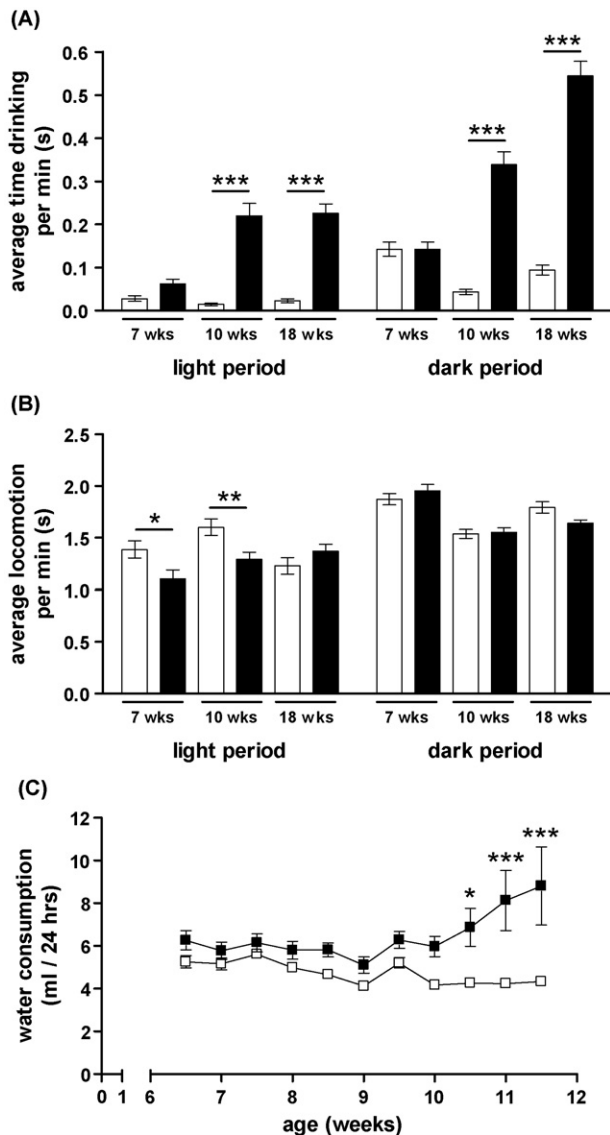 (A)
average time drinking
per min (s)
0.6
0.5
0.4
0.3
0.2
0.1
0.0
***
***
***
***
7 wks
10 wks
18 wks
7 wks
10 wks
18 wks
light period
dark period
(B)
average locomotion
per min (s)
2.5
2.0
1.5
1.0
0.5
0.0
*
**
7 wks
10 wks
18 wks
7 wks
10 wks
18 wks
light period
dark period
(C)
water consumption
(ml / 24 hrs)
12
10
8
6
4
2
0
*
***
***
0 1 6 7 8 9 10 11 12
age (weeks)